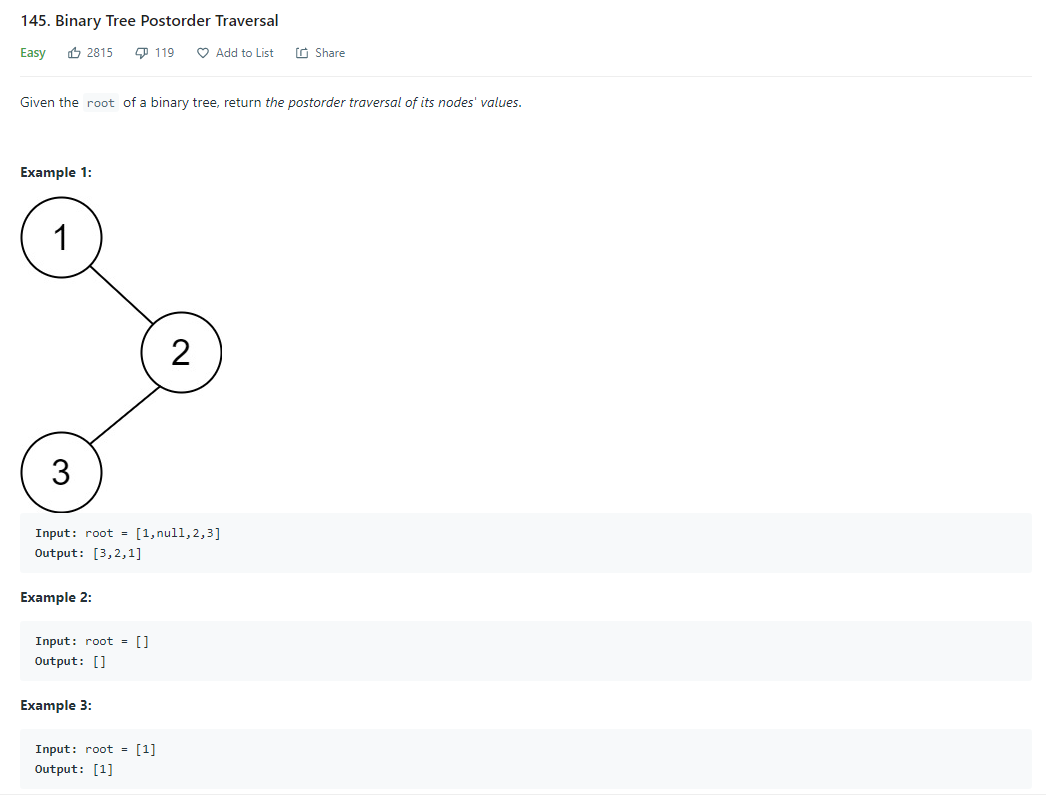 145. Binary Tree Postorder Traversal
Easy 2815 119 Add to List Share
Given the root of a binary tree, return the postorder traversal of its nodes' values.
Example 1:
1
2
3
Input: root = [1,null,2,3]
Output: [3,2,1]
Example 2:
Input: root = []
Output: []
Example 3:
Input: root = [1]
Output: [1]